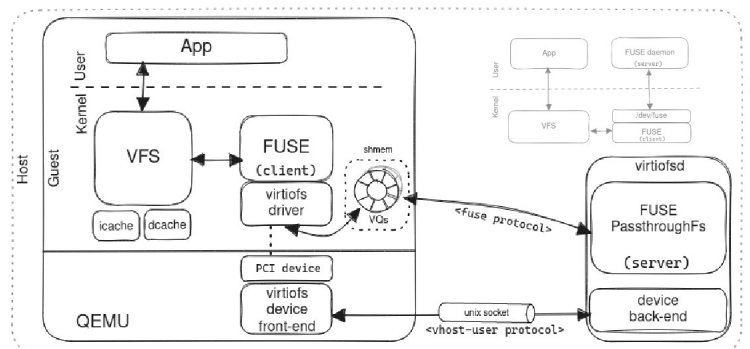 Host
Guest
User
Kernel
App
VFS
icache
dcache
FUSE
(client)
virtiofs
driver
shmem
VQs
<fuse protocol>
QEMU
PCI device
virtiofs
device
front-end
unix socket
<vhost-user protocol>
User
Kernel
App
FUSE daemon
(server)
VFS
/dev/fuse
FUSE
(client)
virtiofsd
FUSE
PassthroughFs
(server)
device
back-end